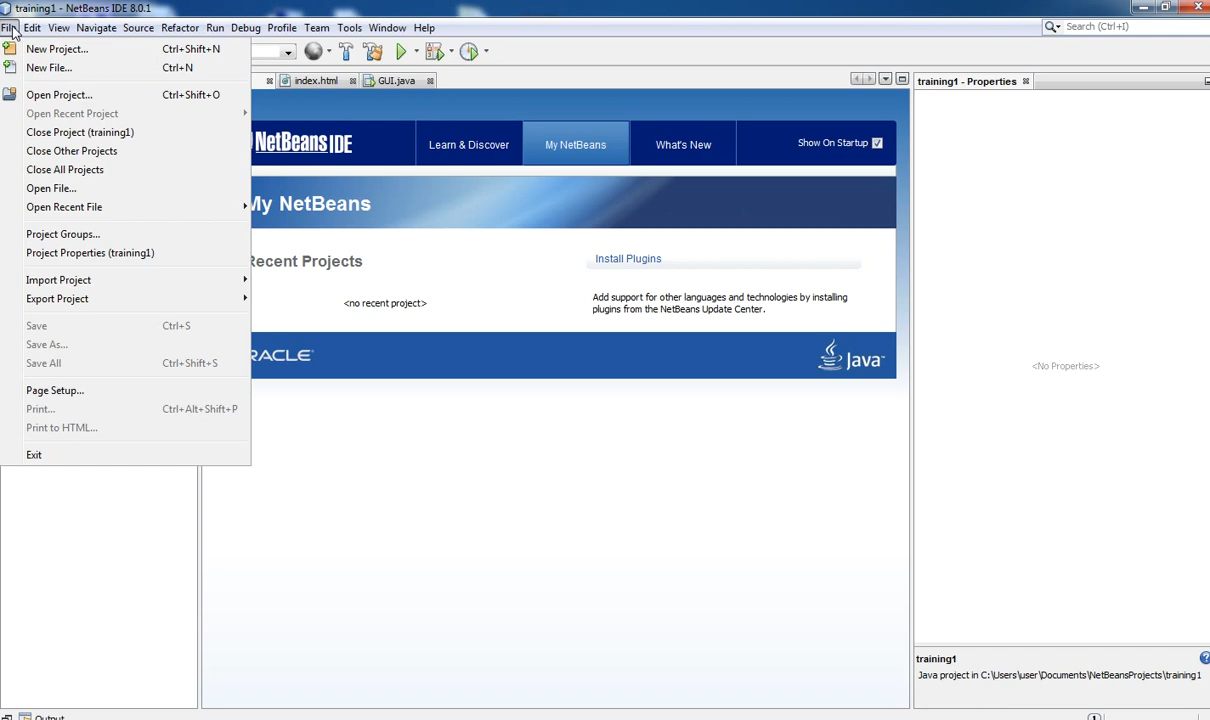 training1 - NetBeans IDE 8.0.1
File Edit View Navigate Source Refactor Run Debug Profile Team Tools Window Help
Search (Ctrl+I)
New Project... Ctrl+Shift+N
New File... Ctrl+N
Open Project... Ctrl+Shift+O
Open Recent Project
Close Project (training1)
Close Other Projects
Close All Projects
Open File...
Open Recent File
Project Groups...
Project Properties (training1)
Import Project
Export Project
Save Ctrl+S
Save As...
Save All Ctrl+Shift+S
Page Setup...
Print... Ctrl+Alt+Shift+P
Print to HTML...
Exit
index.html
GUI.java
NetBeans IDE
Learn & Discover
My NetBeans
What's New
Show On Startup
My NetBeans
Recent Projects
<no recent project>
Install Plugins
Add support for other languages and technologies by installing
plugins from the NetBeans Update Center.
RACLE
Java
training1 - Properties
<No Properties>
training1
Java project in C:\Users\user\Documents\NetBeansProjects\training1
Output
1